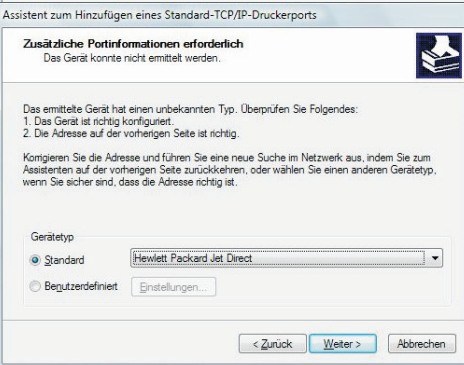 Assistent zum Hinzufügen eines Standard-TCP/IP-Druckerports
Zusätzliche Portinformationen erforderlich
Das Gerät konnte nicht ermittelt werden.
Das ermittelte Gerät hat einen unbekannten Typ. Überprüfen Sie Folgendes:
1. Das Gerät ist richtig konfiguriert.
2. Die Adresse auf der vorherigen Seite ist richtig.
Korrigieren Sie die Adresse und führen Sie eine neue Suche im Netzwerk aus, indem Sie zum
Assistenten auf der vorherigen Seite zurückkehren, oder wählen Sie einen anderen Gerätetyp,
wenn Sie sicher sind, dass die Adresse richtig ist.
Gerätetyp
Standard
Hewlett Packard Jet Direct
Benutzerdefiniert
Einstellungen...
< Zurück
Weiter >
Abbrechen